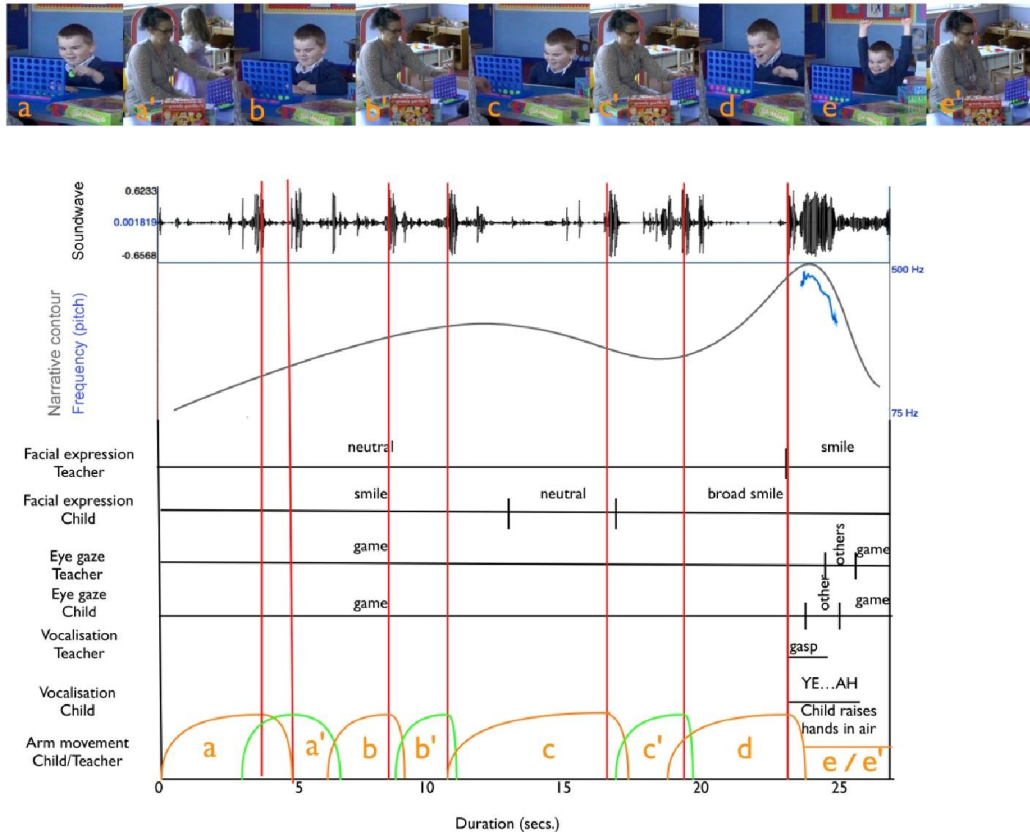 a a' b b' c c' d e e'
Soundwave
0.6233
0.001819
-0.6568
Narrative contour
Frequency (pitch)
500 Hz
75 Hz
Facial expression
Teacher
neutral
smile
Facial expression
Child
smile
neutral
broad smile
Eye gaze
Teacher
game
others
game
Eye gaze
Child
game
other
game
Vocalisation
Teacher
gasp
Vocalisation
Child
YE...AH
Arm movement
Child/Teacher
Child raises
hands in air
a a' b b' c c' d e / e'
0 5 10 15 20 25
Duration (secs.)